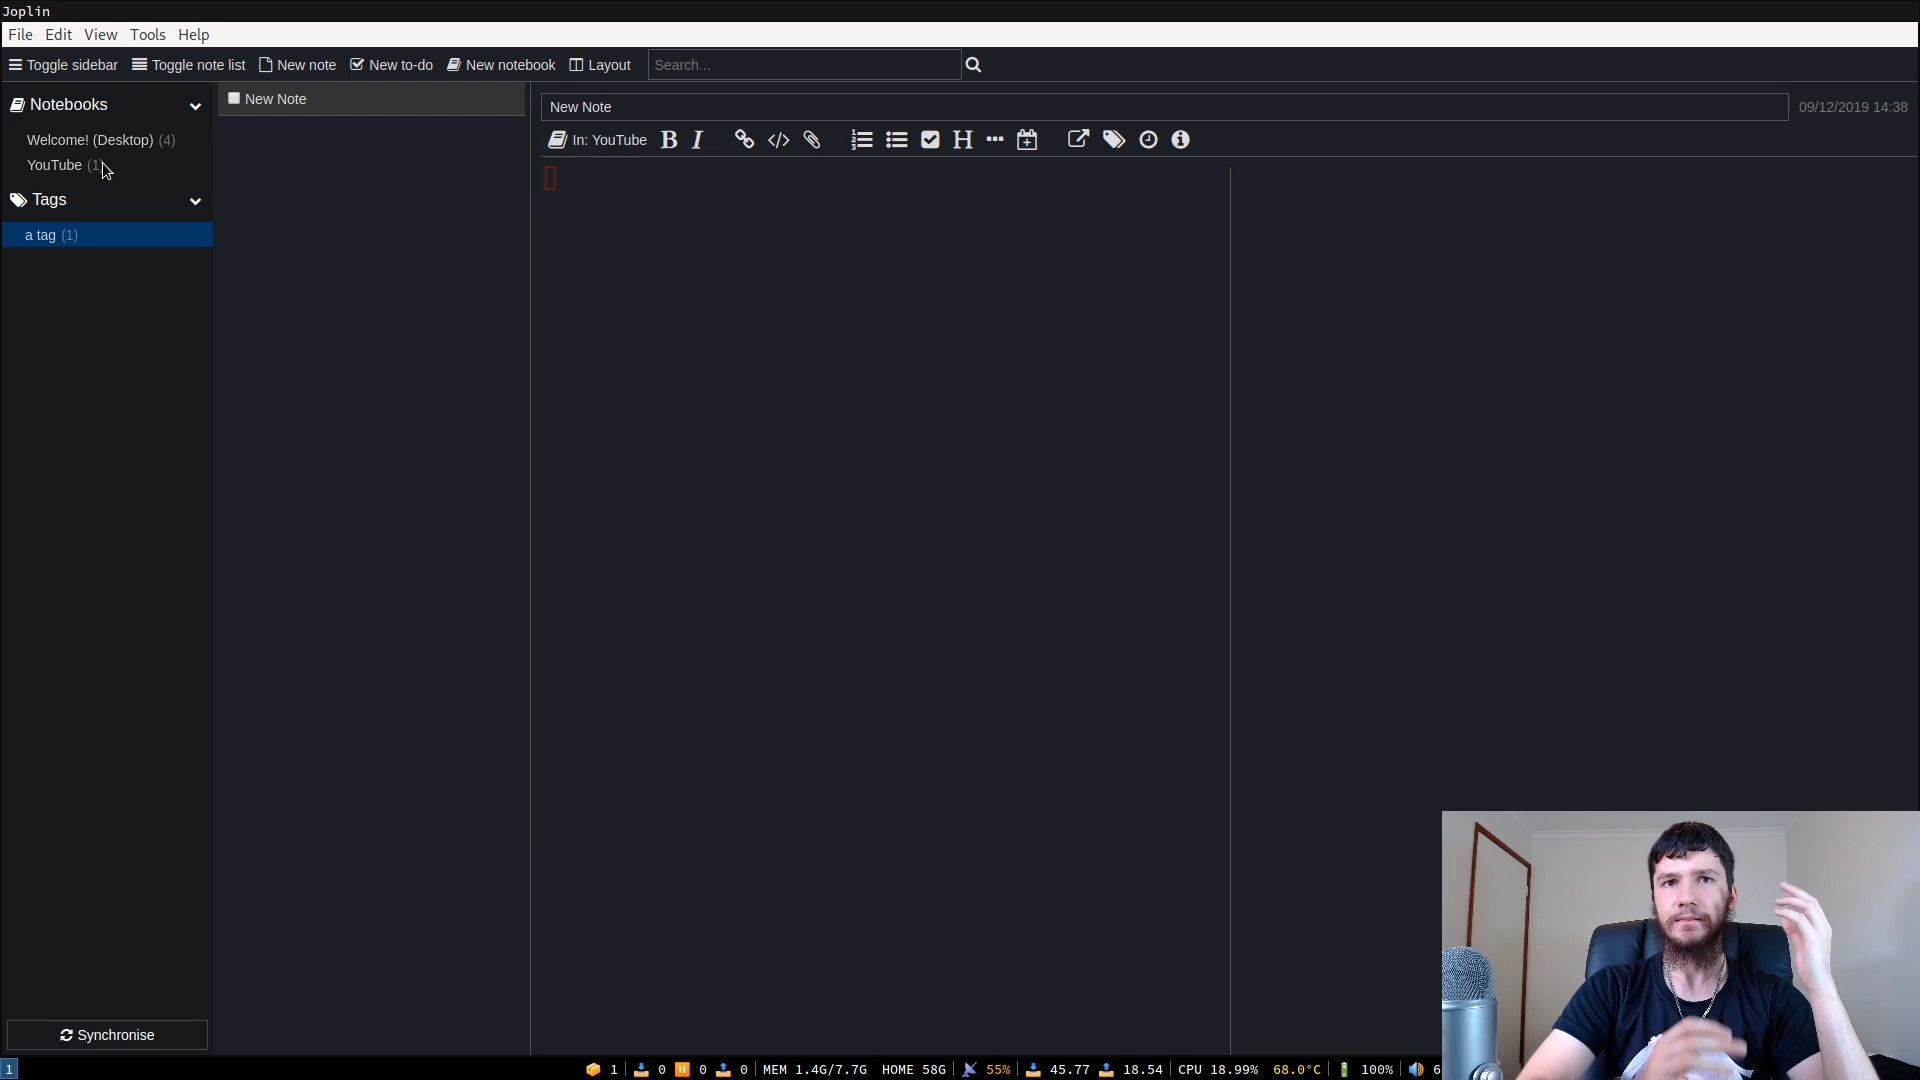 Joplin
File Edit View Tools Help
Toggle sidebar Toggle note list New note New to-do New notebook Layout Search...
Notebooks
Welcome! (Desktop) (4)
YouTube (1)
Tags
a tag (1)
Synchronise
New Note
New Note 09/12/2019 14:38
In: YouTube B I H
1 1 0 0 0 MEM 1.4G/7.7G HOME 58G 55% 45.77 18.54 CPU 18.99% 68.0°C 100% 6